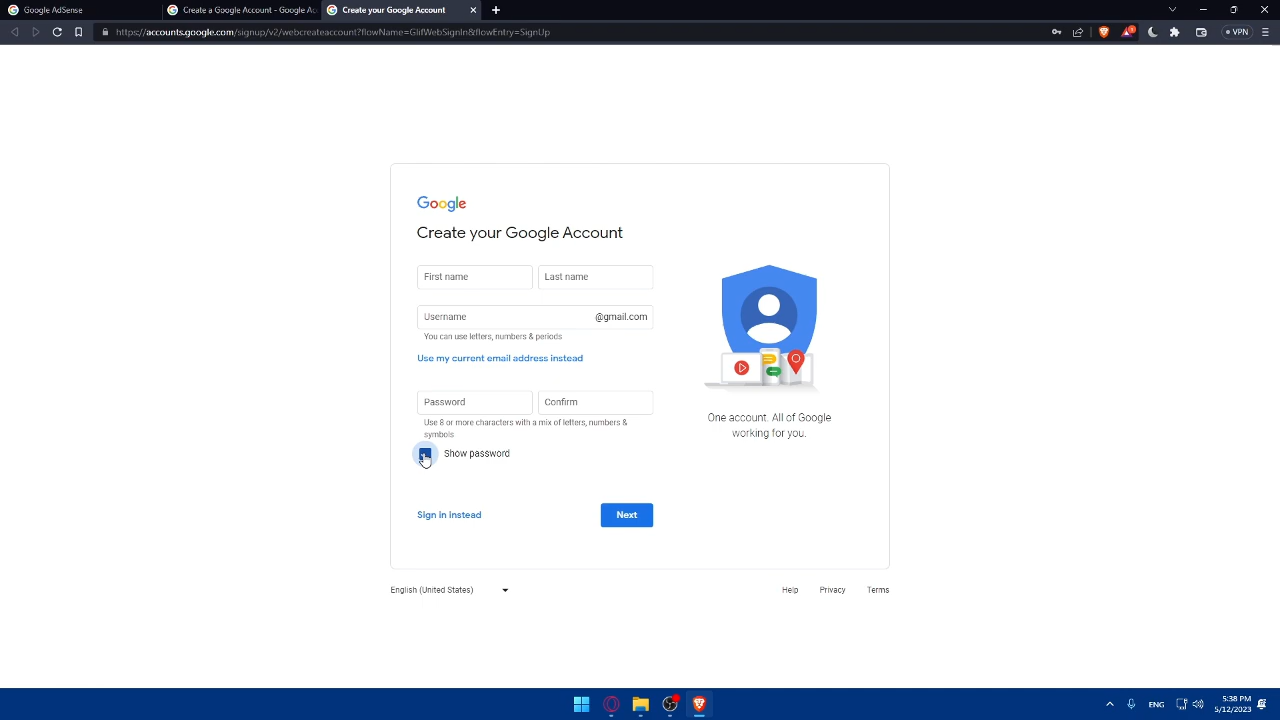 Google AdSense
Create a Google Account - Google Ac
Create your Google Account
https://accounts.google.com/signup/v2/webcreateaccount?flowName=GlifWebSignIn&flowEntry=SignUp
1
VPN
Google
Create your Google Account
First name
Last name
Username
@gmail.com
You can use letters, numbers & periods
Use my current email address instead
Password
Confirm
Use 8 or more characters with a mix of letters, numbers &
symbols
Show password
Sign in instead
Next
One account. All of Google
working for you.
English (United States)
Help
Privacy
Terms
ENG
5:38 PM
5/12/2023